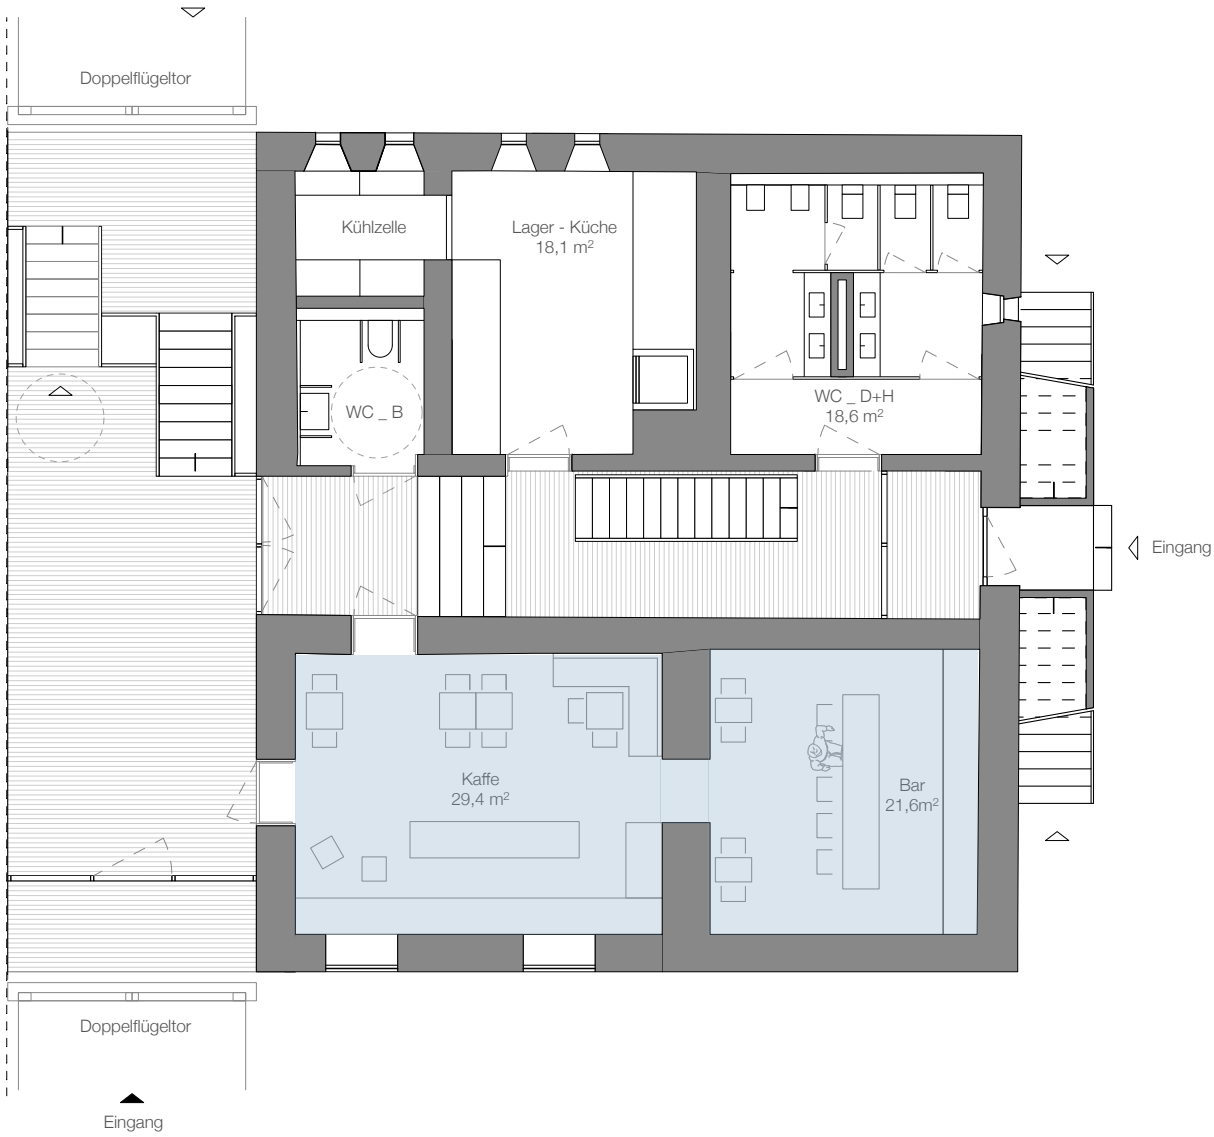 Doppelflügeltor
Kühlzelle
Lager - Küche
18,1 m²
WC _ B
WC _ D+H
18,6 m²
Eingang
Kaffe
29,4 m²
Bar
21,6m²
Doppelflügeltor
Eingang